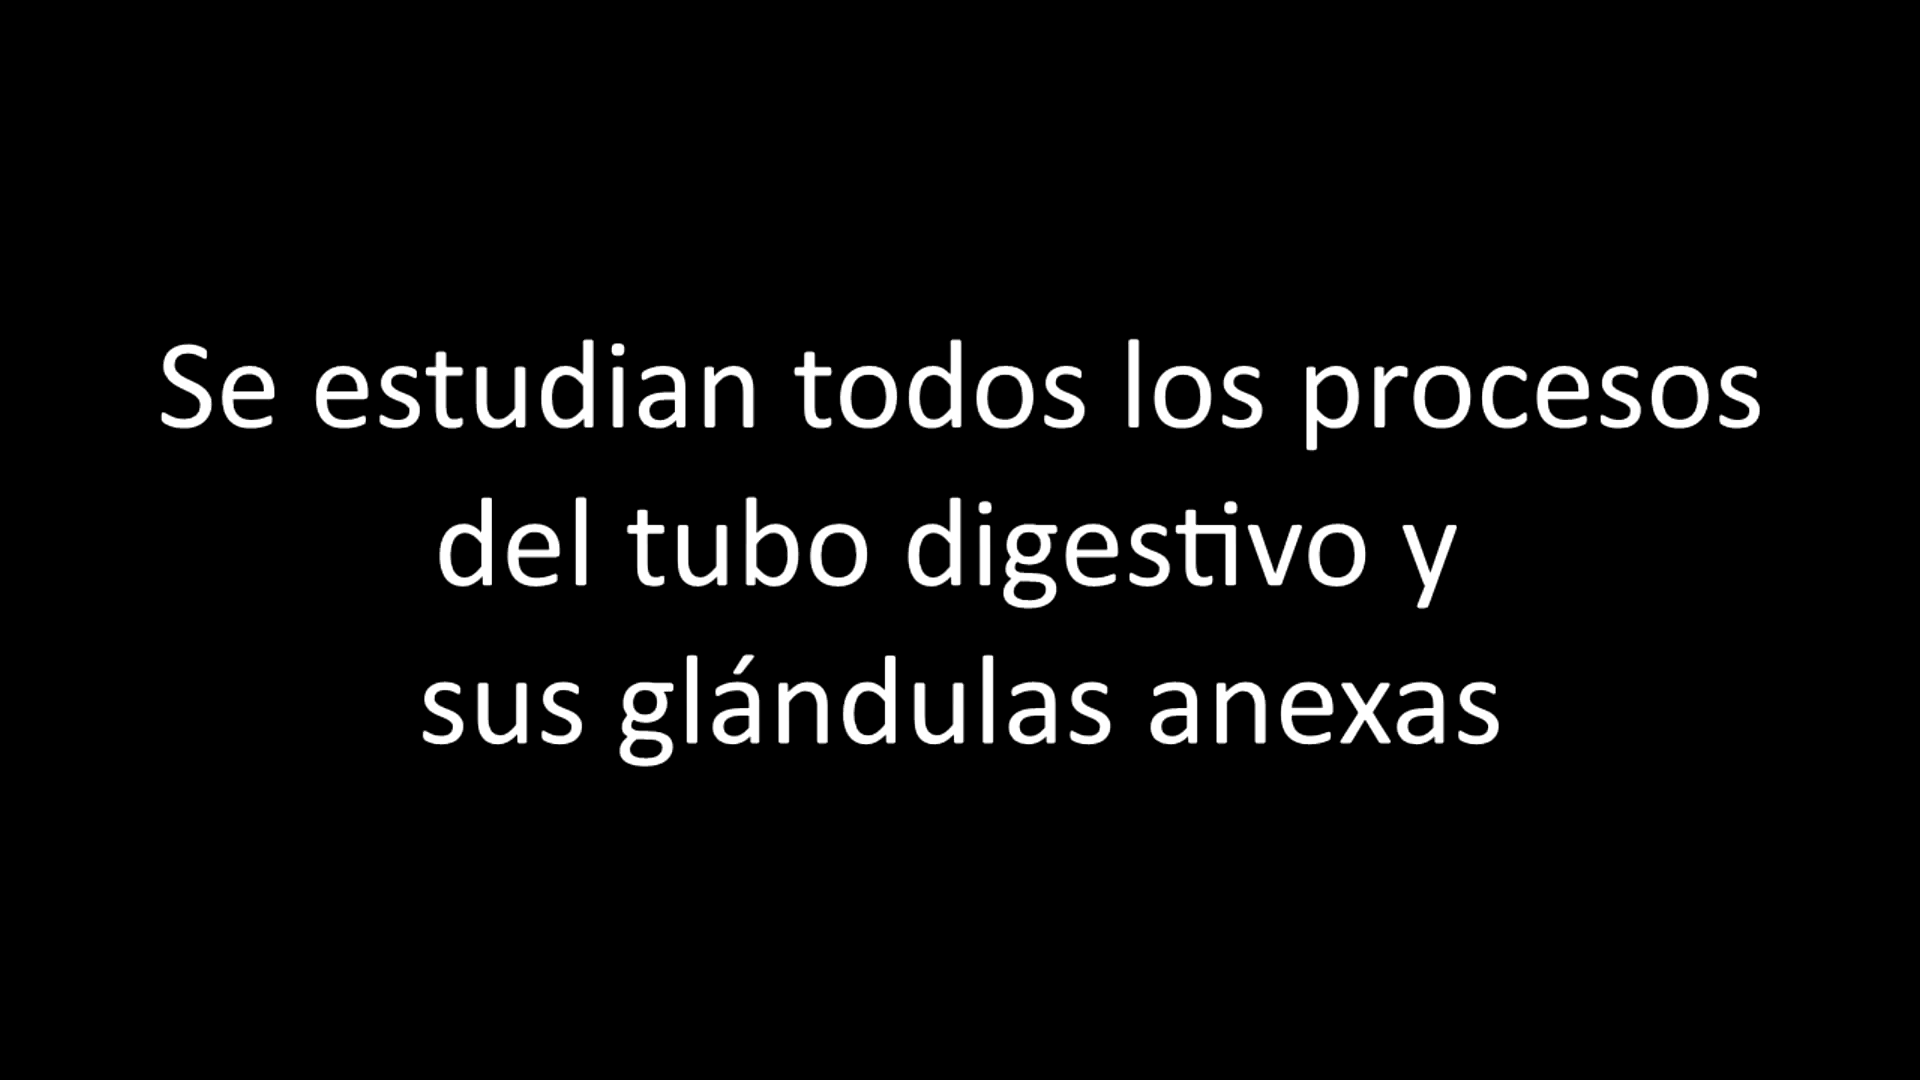 Se estudian todos los procesos
del tubo digestivo y
sus glándulas anexas